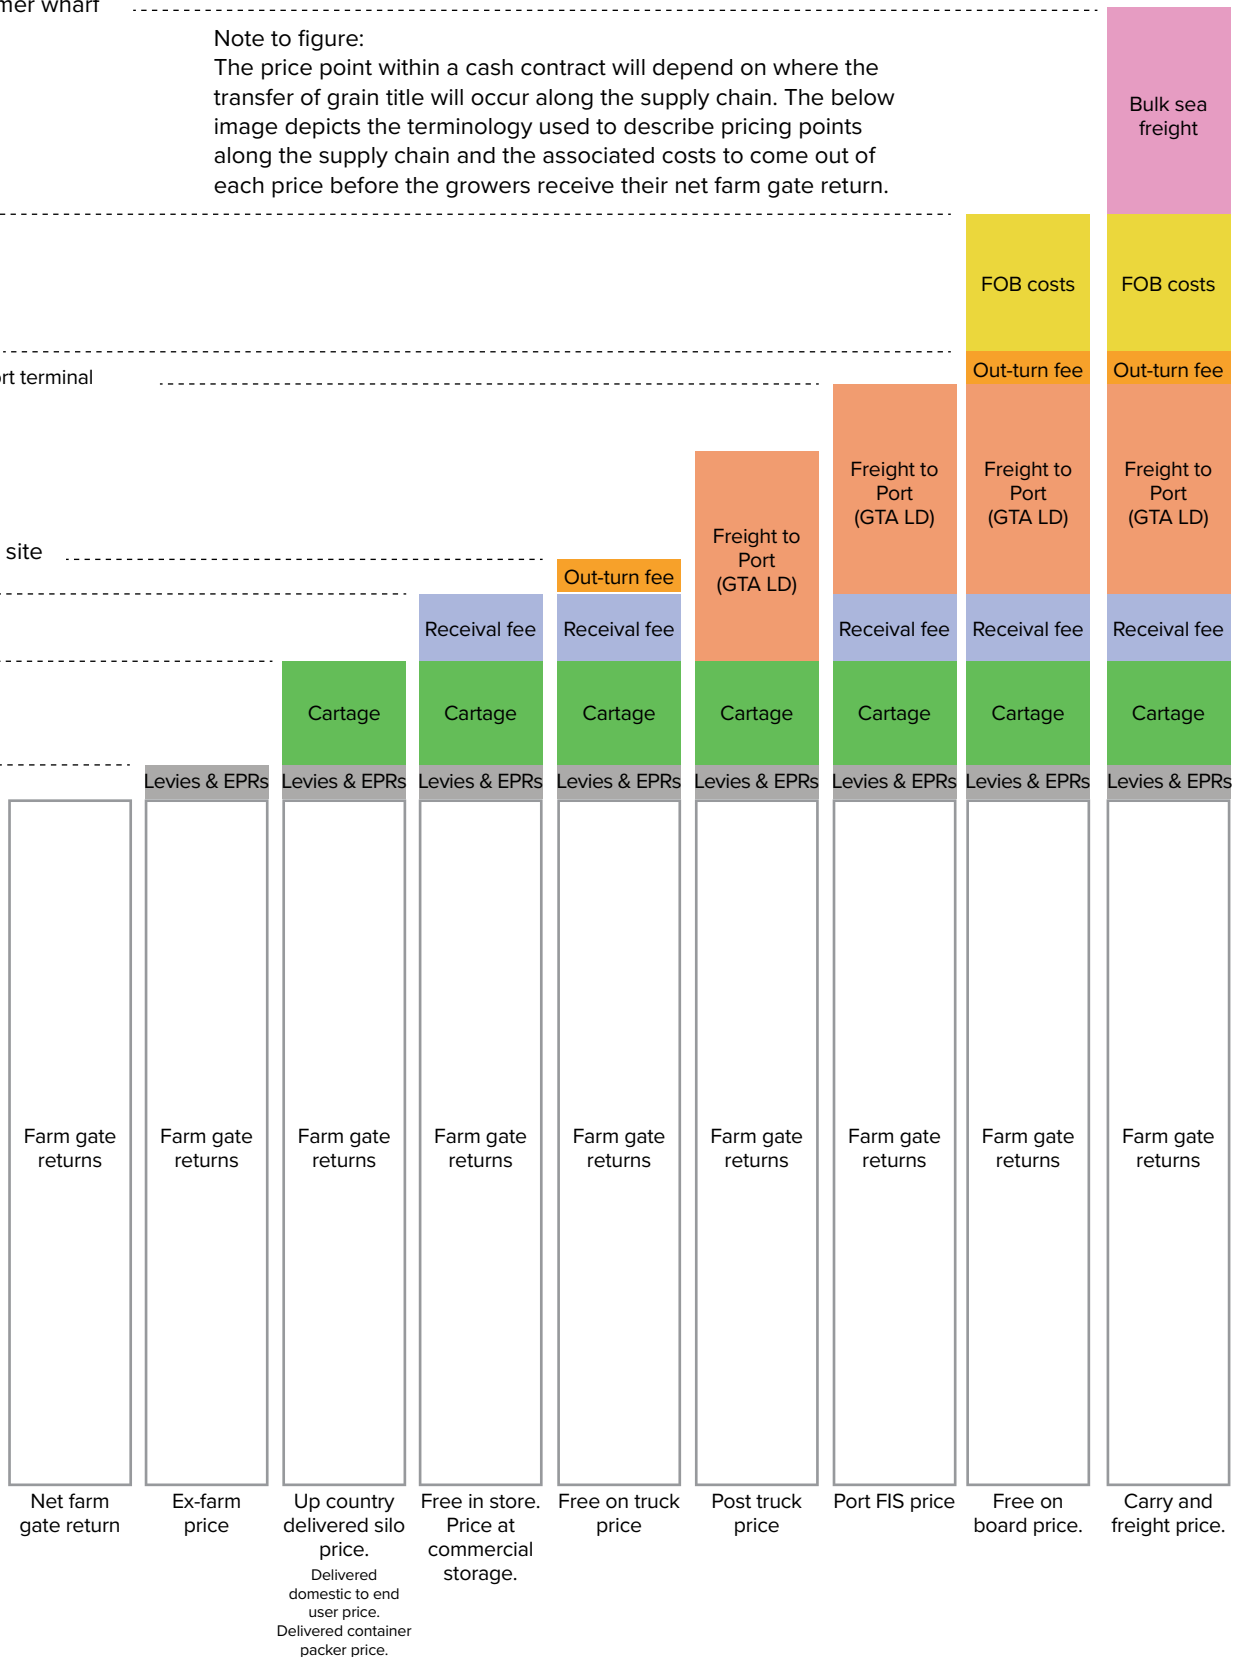 wharf
Note to figure:
The price point within a cash contract will depend on where the
transfer of grain title will occur along the supply chain. The below
image depicts the terminology used to describe pricing points
along the supply chain and the associated costs to come out of
each price before the growers receive their net farm gate return.
Bulk sea
freight
FOB costs
FOB costs
terminal
Out-turn fee
Out-turn fee
Freight to
Port
(GTA LD)
Freight to
Port
(GTA LD)
Freight to
Port
(GTA LD)
Freight to
Port
(GTA LD)
site
Out-turn fee
Receival fee
Receival fee
Receival fee
Receival fee
Receival fee
Cartage
Cartage
Cartage
Cartage
Cartage
Cartage
Cartage
Levies & EPRs
Levies & EPRs
Levies & EPRs
Levies & EPRs
Levies & EPRs
Levies & EPRs
Levies & EPRs
Levies & EPRs
Farm gate
returns
Farm gate
returns
Farm gate
returns
Farm gate
returns
Farm gate
returns
Farm gate
returns
Farm gate
returns
Farm gate
returns
Farm gate
returns
Net farm
gate return
Ex-farm
price
Up country
delivered silo
price.
Delivered
domestic to end
user price.
Delivered container
packer price.
Free in store.
Price at
commercial
storage.
Free on truck
price
Post truck
price
Port FIS price
Free on
board price.
Carry and
freight price.